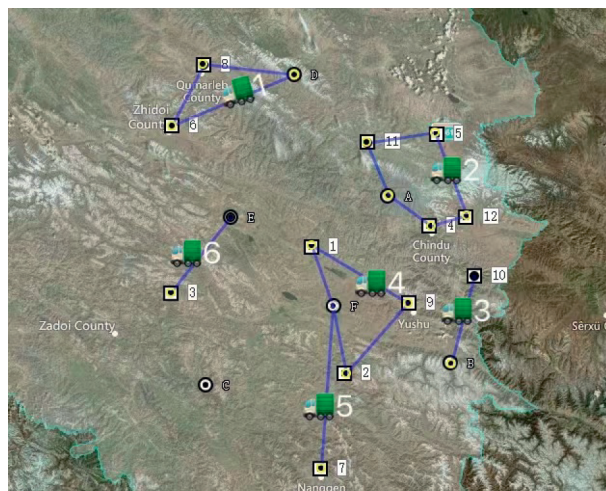 8
D
Qumarleb
County
1
Zhidoi
County
6
11
5
2
A
E
12
4
Chindu
County
1
6
4
10
3
9
3
F
Yushu
Zadoi County
Sêrxü
B
2
C
5
7
Nangqen